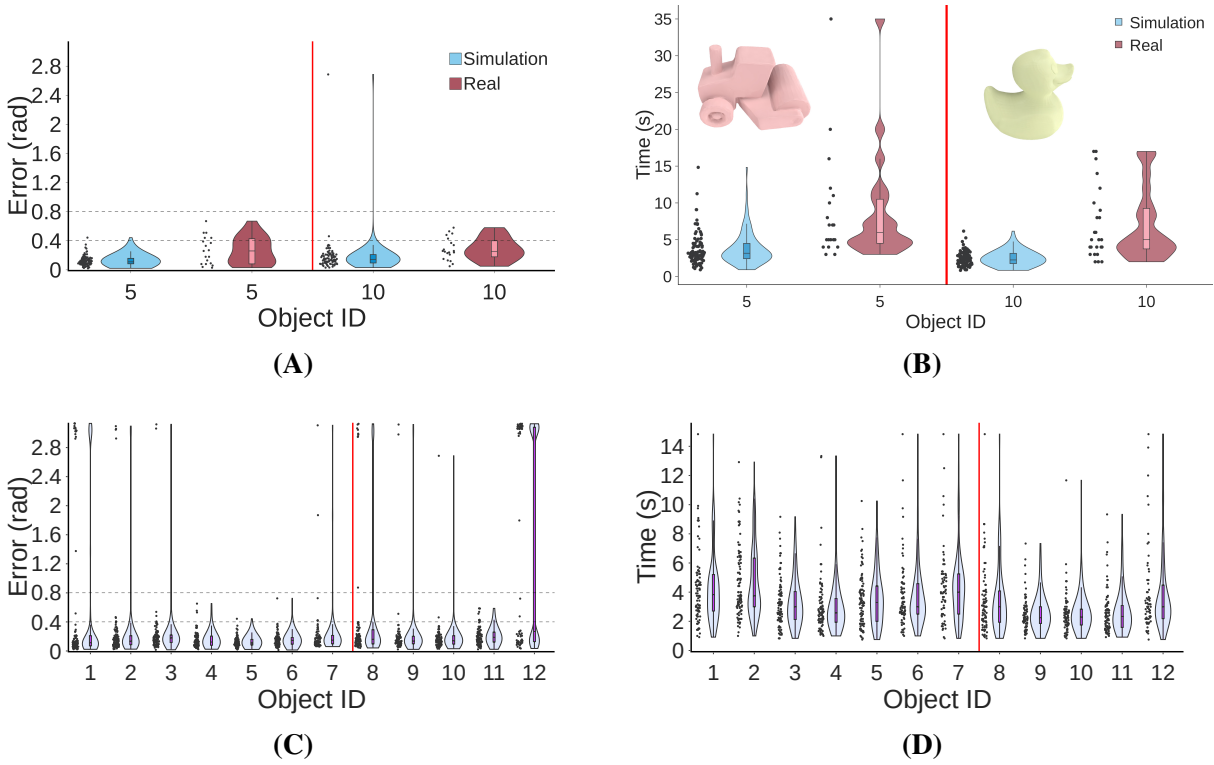 2.8
2.4
2
1.6
1.2
0.8
0.4
0
Error (rad)
Simulation
Real
5 5 10 10
Object ID
(A)
35
30
25
20
15
10
5
0
Time (s)
Simulation
Real
5 5 10 10
Object ID
(B)
2.8
2.4
2
1.6
1.2
0.8
0.4
0
Error (rad)
1 2 3 4 5 6 7 8 9 10 11 12
Object ID
(C)
14
12
10
8
6
4
2
0
Time (s)
1 2 3 4 5 6 7 8 9 10 11 12
Object ID
(D)